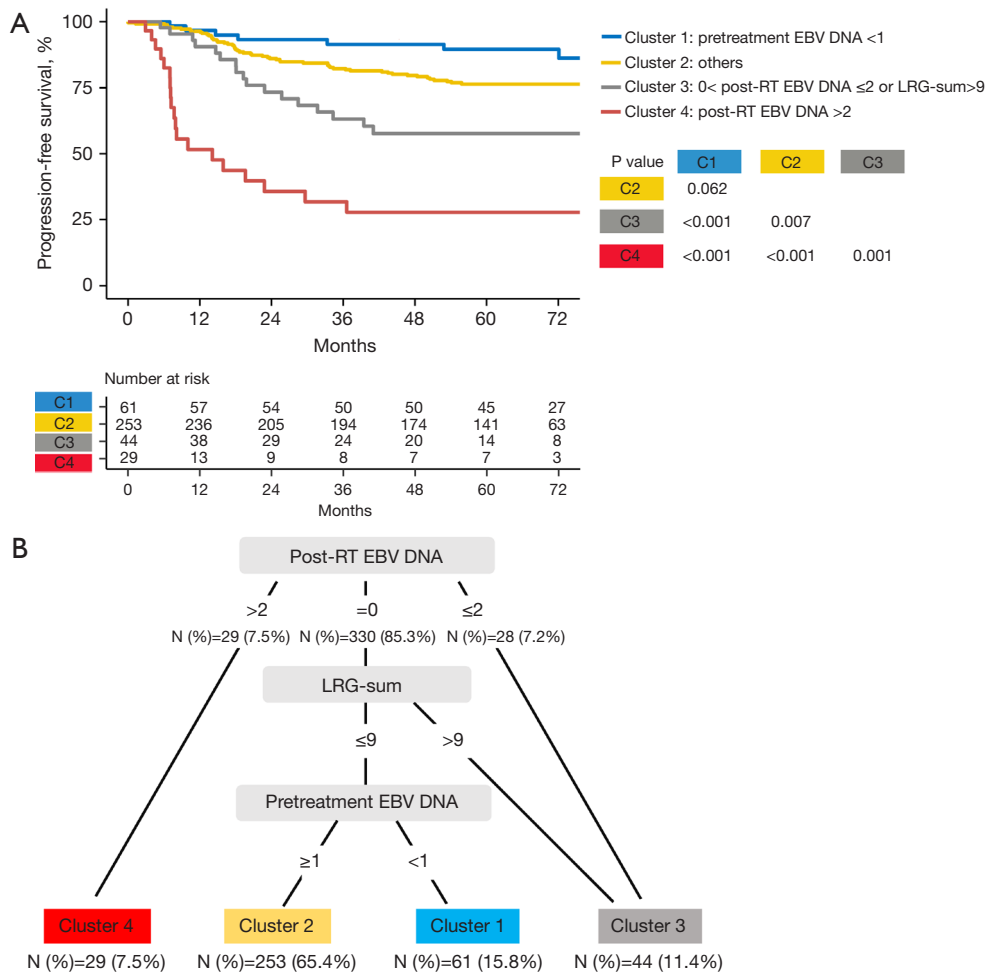 A
Progression-free survival, %
100
75
50
25
0
0 12 24 36 48 60 72
Months
Cluster 1: pretreatment EBV DNA <1
Cluster 2: others
Cluster 3: 0< post-RT EBV DNA ≤2 or LRG-sum>9
Cluster 4: post-RT EBV DNA >2
P value C1 C2 C3
C2 0.062
C3 <0.001 0.007
C4 <0.001 <0.001 0.001
Number at risk
C1 61 57 54 50 50 45 27
C2 253 236 205 194 174 141 63
C3 44 38 29 24 20 14 8
C4 29 13 9 8 7 7 3
0 12 24 36 48 60 72
Months
B
Post-RT EBV DNA
>2 =0 ≤2
N (%)=29 (7.5%) N (%)=330 (85.3%) N (%)=28 (7.2%)
LRG-sum
≤9 >9
Pretreatment EBV DNA
≥1 <1
Cluster 4 Cluster 2 Cluster 1 Cluster 3
N (%)=29 (7.5%) N (%)=253 (65.4%) N (%)=61 (15.8%) N (%)=44 (11.4%)